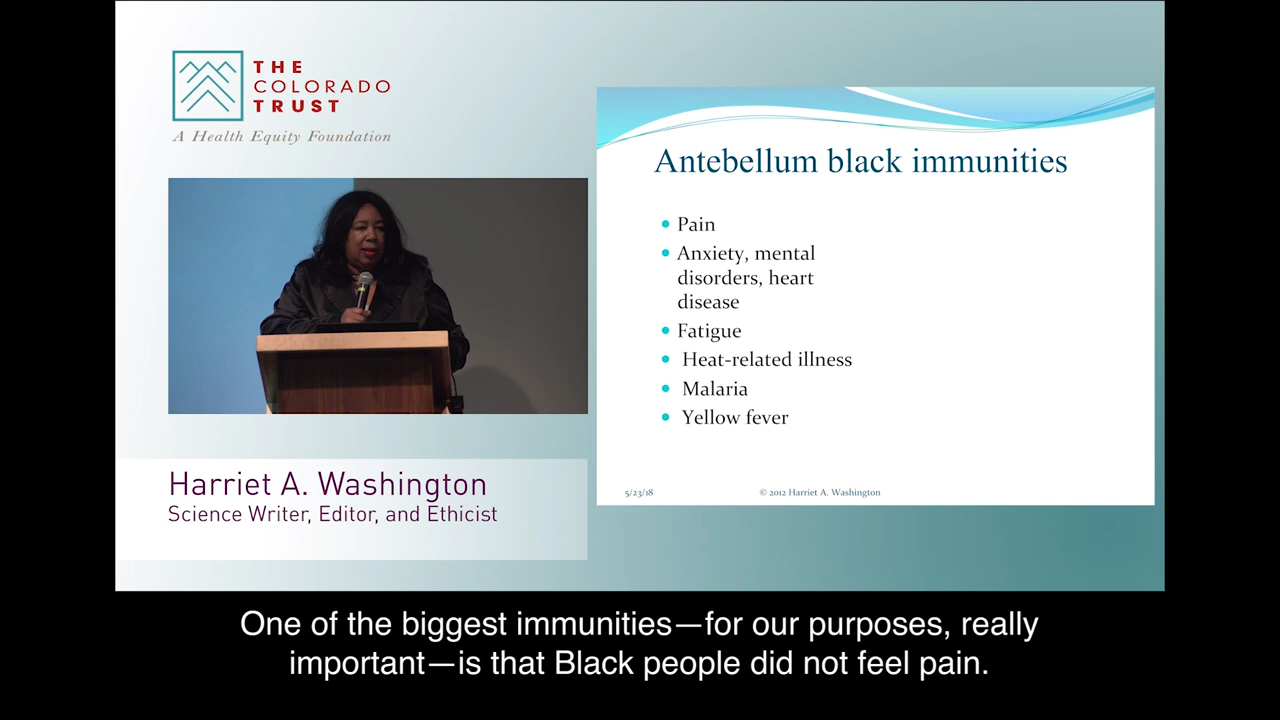 THE
COLORADO
TRUST
A Health Equity Foundation
Antebellum black immunities
Pain
Anxiety, mental
disorders, heart
disease
Fatigue
Heat-related illness
Malaria
Yellow fever
5/23/18
© 2012 Harriet A. Washington
Harriet A. Washington
Science Writer, Editor, and Ethicist
One of the biggest immunities—for our purposes, really
important—is that Black people did not feel pain.